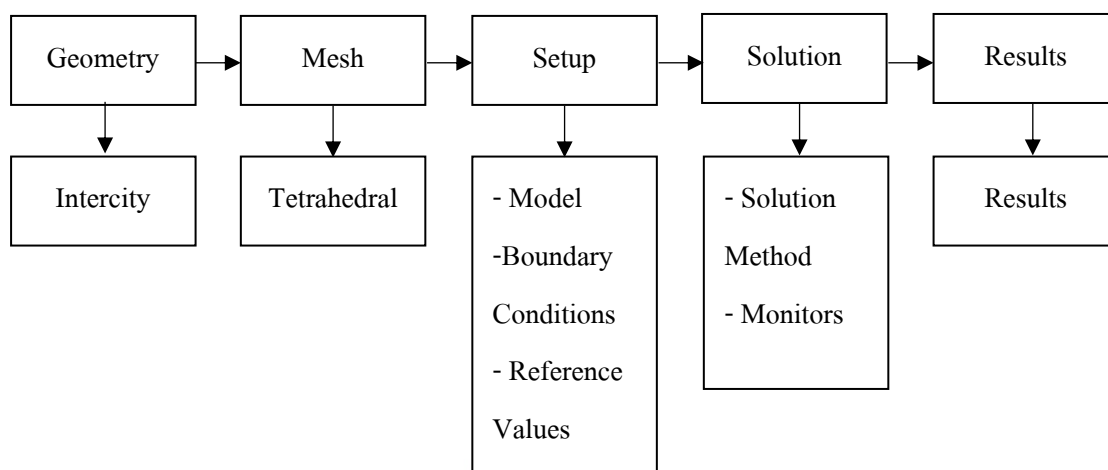 Geometry
Mesh
Setup
Solution
Results
Intercity
Tetrahedral
- Model
-Boundary
Conditions
- Reference
Values
- Solution
Method
- Monitors
Results